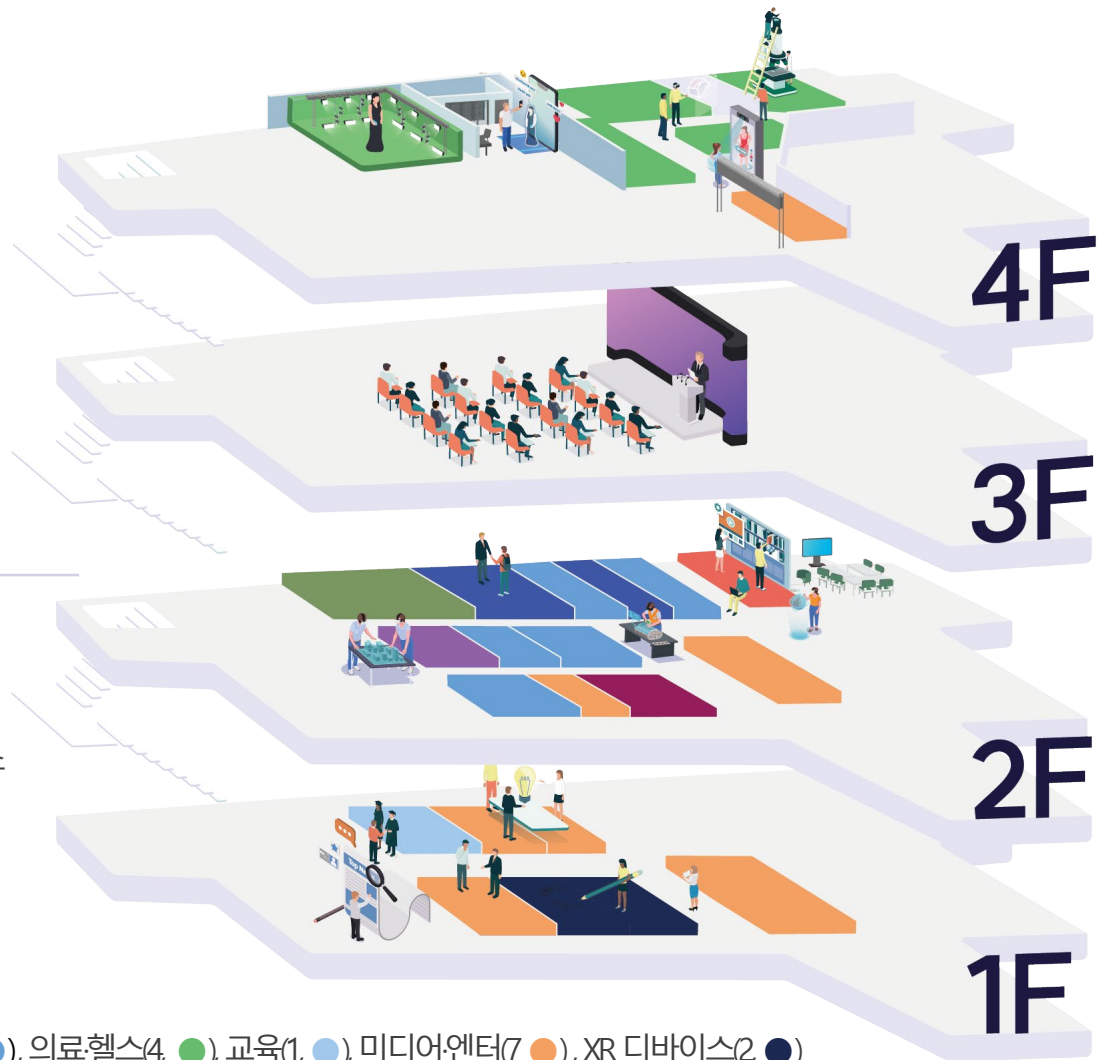 4F
3F
2F
1F
), 의료·헬스(4, ), 교육(1, ), 미디어·엔터(7 ), XR 디바이스(2, )